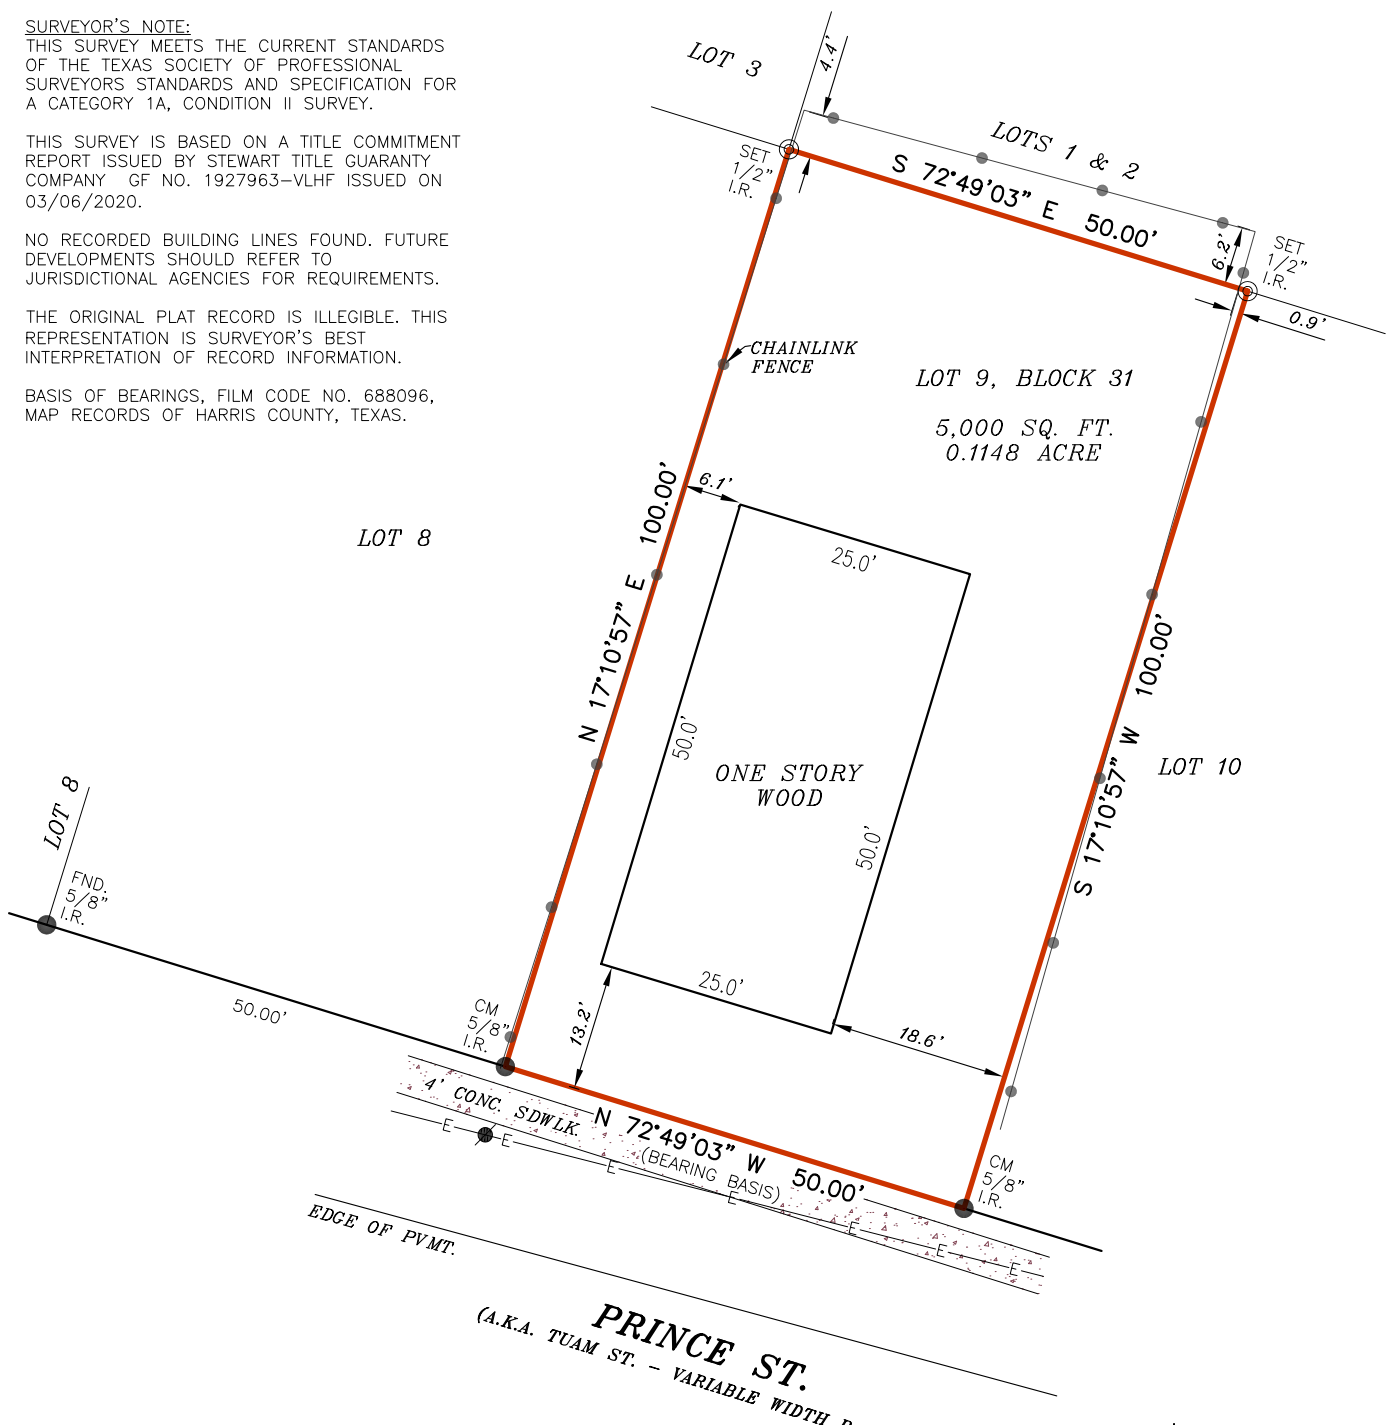 SURVEYOR'S NOTE:
THIS SURVEY MEETS THE CURRENT STANDARDS
OF THE TEXAS SOCIETY OF PROFESSIONAL
SURVEYORS STANDARDS AND SPECIFICATION FOR
A CATEGORY 1A, CONDITION II SURVEY.
THIS SURVEY IS BASED ON A TITLE COMMITMENT
REPORT ISSUED BY STEWART TITLE GUARANTY
COMPANY GF NO. 1927963-VLHF ISSUED ON
03/06/2020.
NO RECORDED BUILDING LINES FOUND. FUTURE
DEVELOPMENTS SHOULD REFER TO
JURISDICTIONAL AGENCIES FOR REQUIREMENTS.
THE ORIGINAL PLAT RECORD IS ILLEGIBLE. THIS
REPRESENTATION IS SURVEYOR'S BEST
INTERPRETATION OF RECORD INFORMATION.
BASIS OF BEARINGS, FILM CODE NO. 688096,
MAP RECORDS OF HARRIS COUNTY, TEXAS.
LOT 3
4.4'
LOTS 1 & 2
SET
1/2"
I.R.
S 72°49'03" E 50.00'
6.2'
SET
1/2"
I.R.
0.9'
CHAINLINK
FENCE
LOT 9, BLOCK 31
5,000 SQ. FT.
0.1148 ACRE
6.1'
N 17°10'57" E 100.00'
LOT 8
25.0'
50.0'
ONE STORY
WOOD
50.0'
S 17°10'57" W 100.00'
LOT 10
LOT 8
FND.
5/8"
I.R.
25.0'
50.00'
CM
5/8"
I.R.
13.2'
18.6'
4' CONC. SDWLK.
N 72°49'03" W 50.00'
(BEARING BASIS)
CM
5/8"
I.R.
E
E
E
E
E
E
E
EDGE OF PVMT.
PRINCE ST.
(A.K.A. TUAM ST. - VARIABLE WIDTH